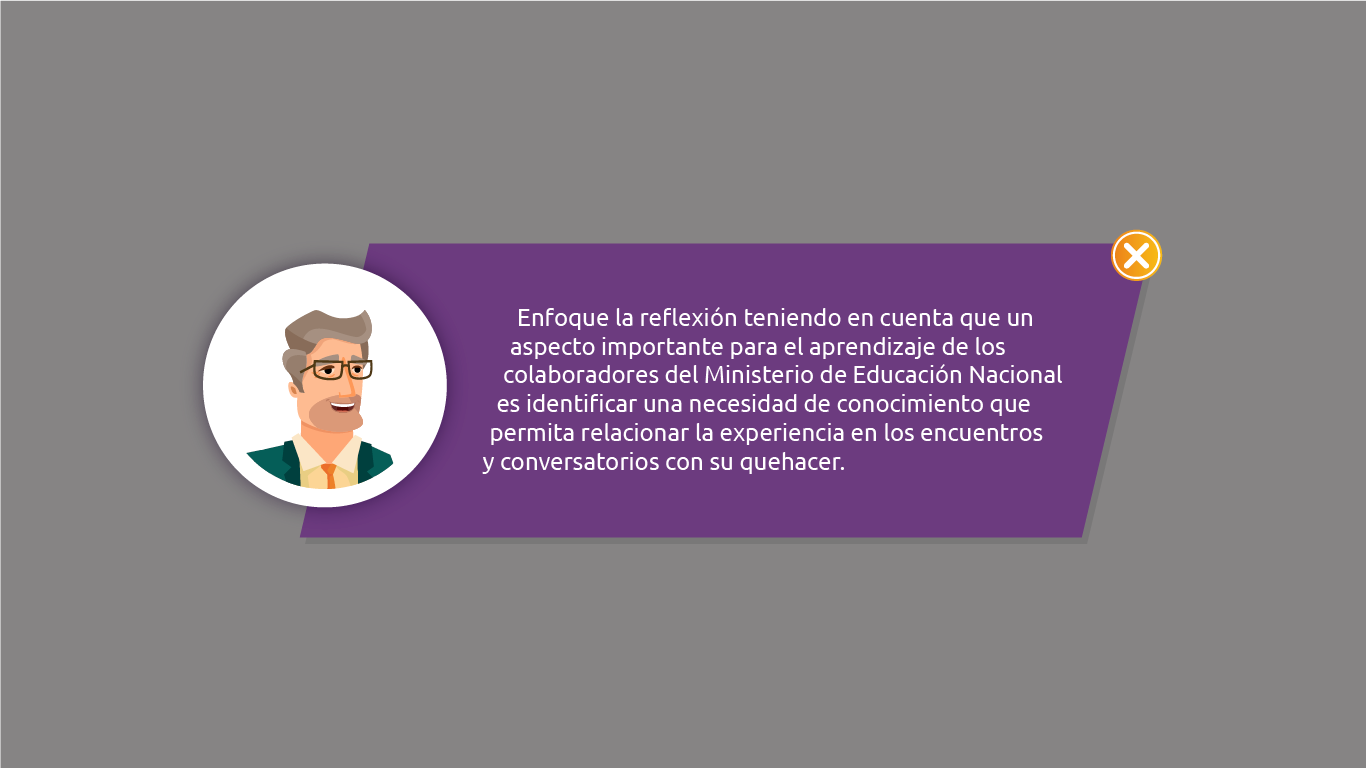 Enfoque la reflexión teniendo en cuenta que un
aspecto importante para el aprendizaje de los
colaboradores del Ministerio de Educación Nacional
es identificar una necesidad de conocimiento que
permita relacionar la experiencia en los encuentros
y conversatorios con su quehacer.